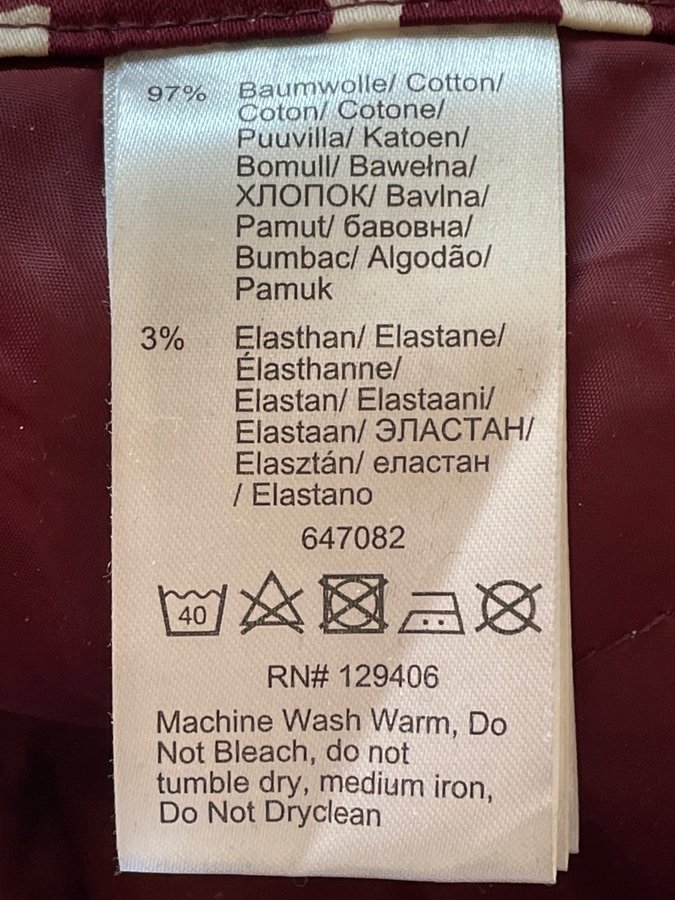 97% Baumwolle/ Cotton/
Coton/ Cotone/
Puuvilla/ Katoen/
Bomull/ Bawełna/
ХЛОПОК/ Bavlna/
Pamut/ бавовна/
Bumbac/ Algodão/
Pamuk
3% Elasthan/ Elastane/
Élasthanne/
Elastan/ Elastaani/
Elastaan/ ЭЛАСТАН/
Elasztán/ еластан
/ Elastano
647082
40
RN# 129406
Machine Wash Warm, Do
Not Bleach, do not
tumble dry, medium iron,
Do Not Dryclean